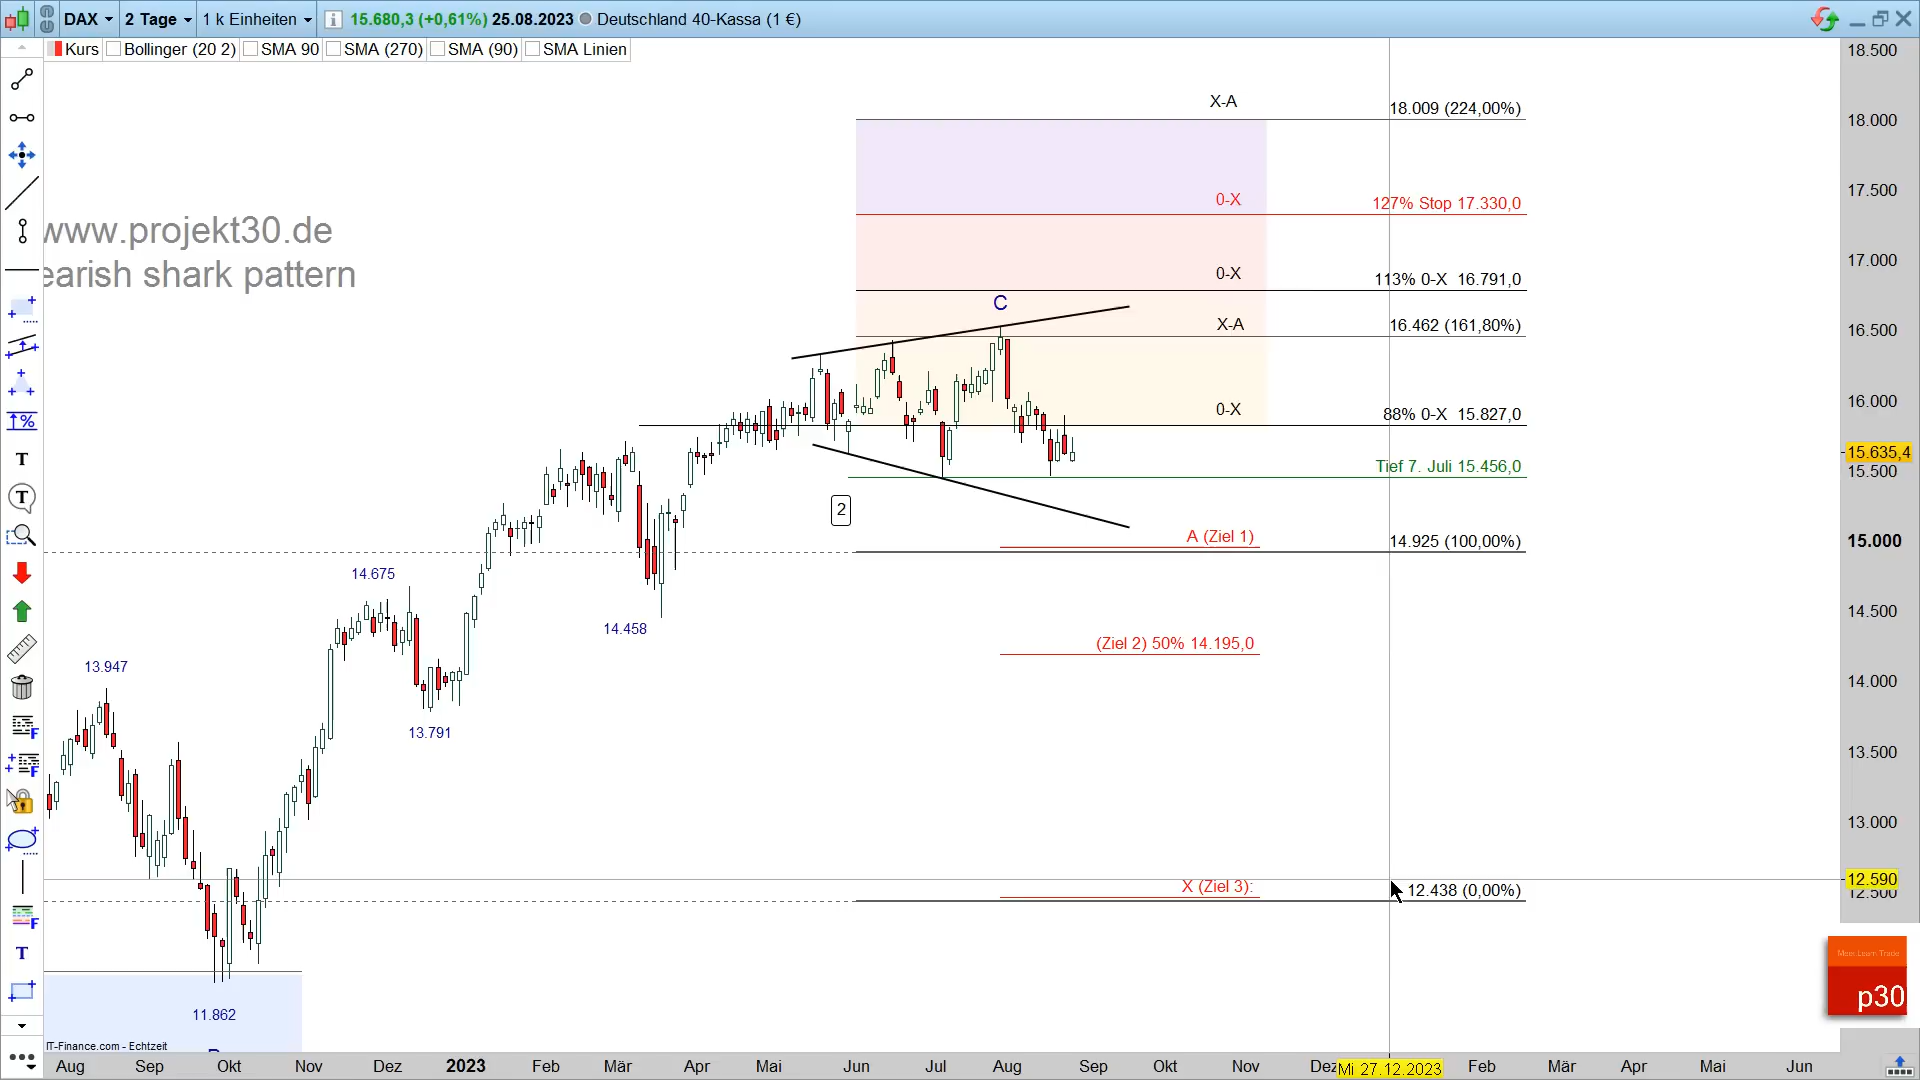 DAX 2 Tage 1 k Einheiten 15.680,3 (+0,61%) 25.08.2023 Deutschland 40-Kassa (1 €)
Kurs Bollinger (20 2) SMA 90 SMA (270) SMA (90) SMA Linien
18.500
X-A 18.009 (224,00%)
18.000
17.500
0-X 127% Stop 17.330,0
www.projekt30.de
17.000
earish shark pattern
0-X 113% 0-X 16.791,0
C
X-A 16.462 (161,80%)
16.500
16.000
0-X 88% 0-X 15.827,0
15.635,4
Tief 7. Juli 15.456,0
15.500
2
A (Ziel 1) 14.925 (100,00%)
15.000
14.675
14.500
14.458
(Ziel 2) 50% 14.195,0
13.947
14.000
13.791
13.500
13.000
12.590
X (Ziel 3): 12.438 (0,00%)
12.500
p30
11.862
IT-Finance.com - Echtzeit
Aug Sep Okt Nov Dez 2023 Feb Mär Apr Mai Jun Jul Aug Sep Okt Nov Dez Mi 27.12.2023 Feb Mär Apr Mai Jun